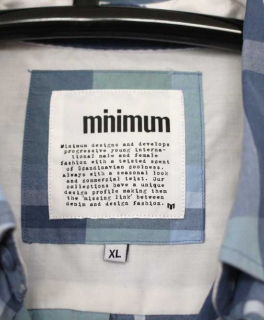 minimum
Minimum designs and develops
progressive young interna-
tional male and female
fashion with a twisted spent
of Scandinavian poolness.
Always with a seasonal look
and commercial twist. Our
collections have a unique
design profile making them
the 'missing link' between
denim and design fashion.
XL